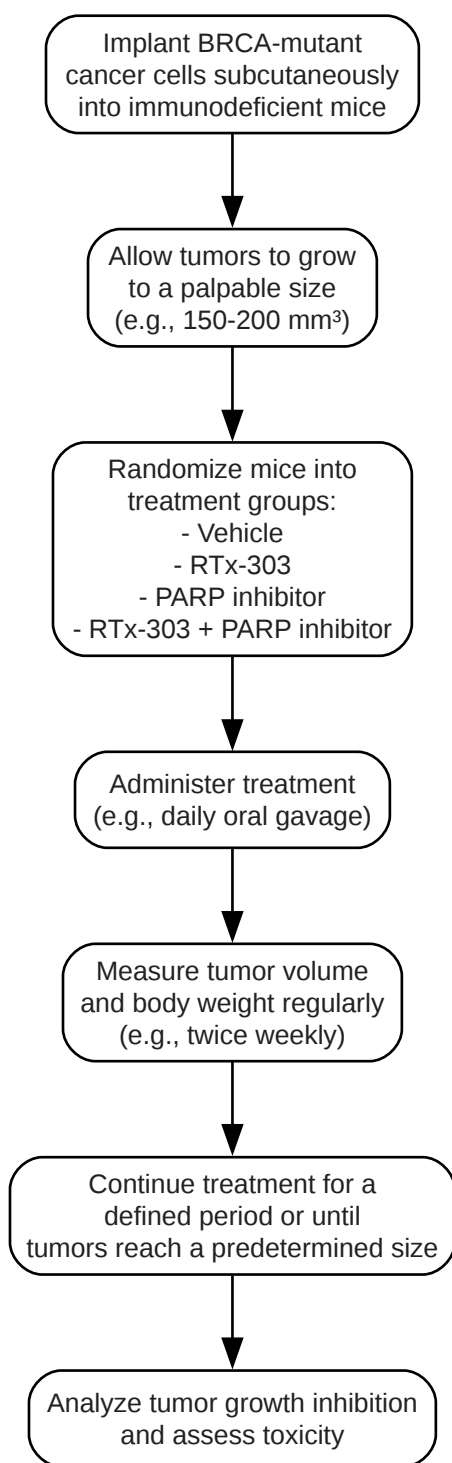 Implant BRCA-mutant
cancer cells subcutaneously
into immunodeficient mice
Allow tumors to grow
to a palpable size
(e.g., 150-200 mm³)
Randomize mice into
treatment groups:
- Vehicle
- RTx-303
- PARP inhibitor
- RTx-303 + PARP inhibitor
Administer treatment
(e.g., daily oral gavage)
Measure tumor volume
and body weight regularly
(e.g., twice weekly)
Continue treatment for a
defined period or until
tumors reach a predetermined size
Analyze tumor growth inhibition
and assess toxicity